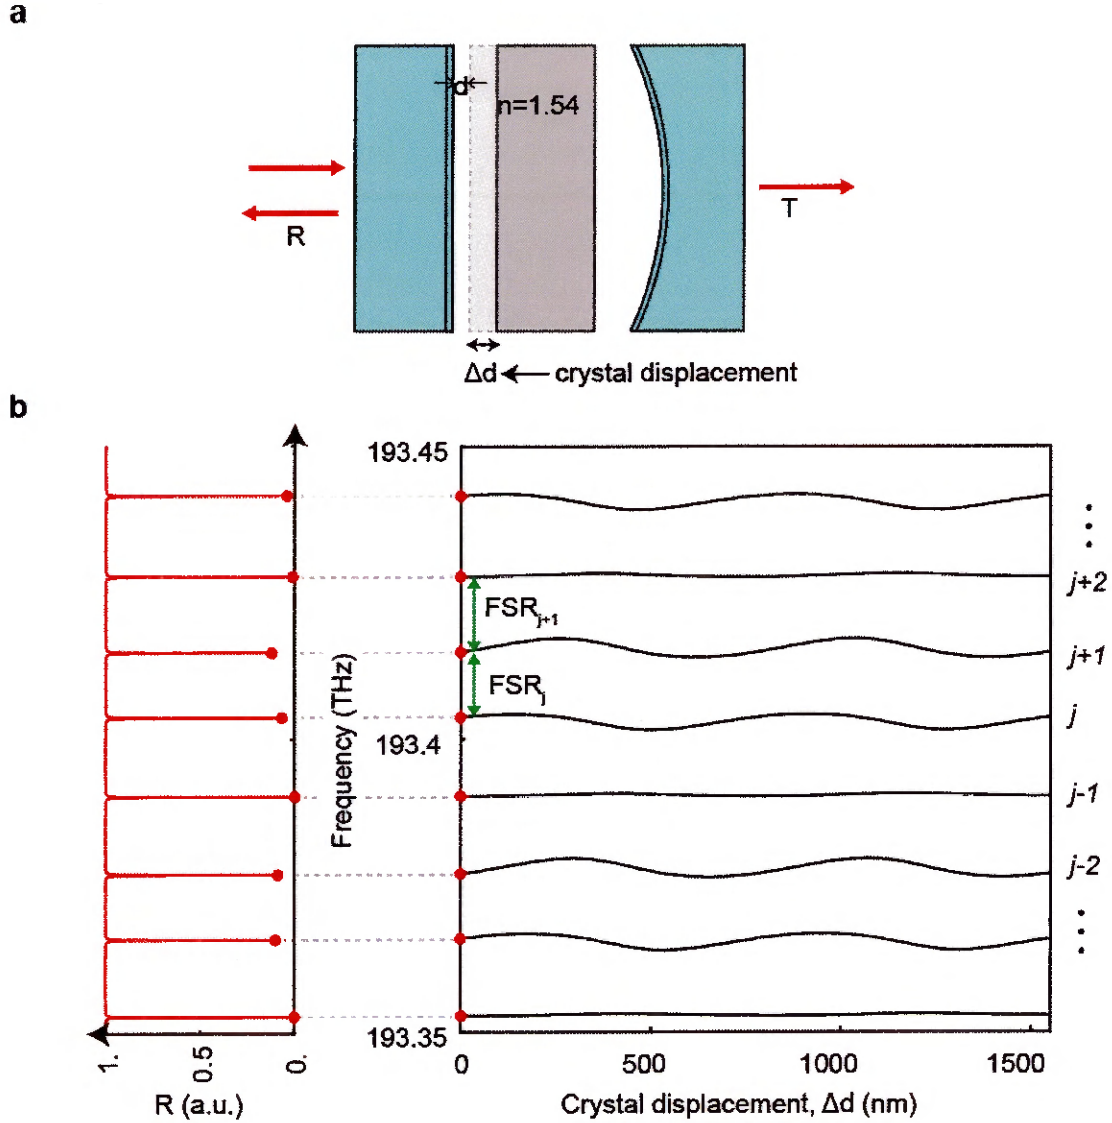 a
d
n=1.54
R
T
Δd ← crystal displacement
b
193.45
FSRj+1
j+2
j+1
FSRj
j
193.4
j-1
j-2
193.35
Frequency (THz)
1.
0.5
0.
0
500
1000
1500
R (a.u.)
Crystal displacement, Δd (nm)